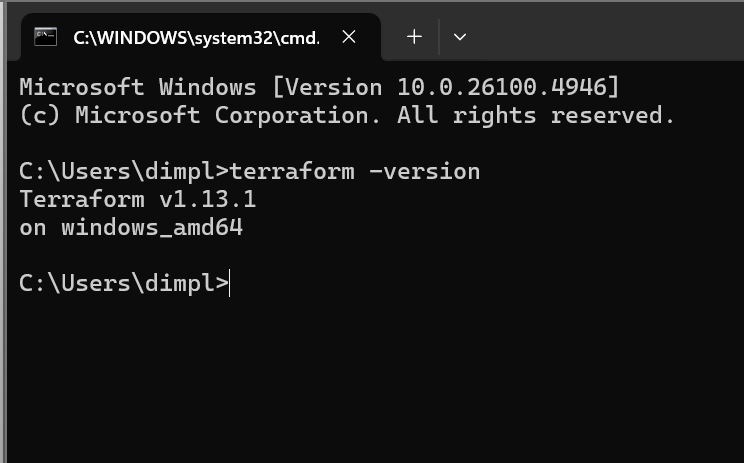 C:\WINDOWS\system32\cmd.
Microsoft Windows [Version 10.0.26100.4946]
(c) Microsoft Corporation. All rights reserved.
C:\Users\dimpl>terraform -version
Terraform v1.13.1
on windows_amd64
C:\Users\dimpl>